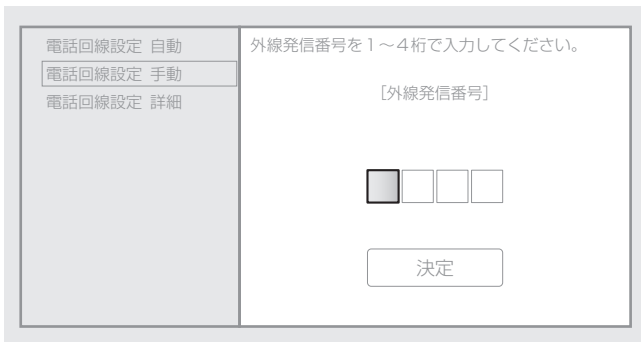 電話回線設定 自動
電話回線設定 手動
電話回線設定 詳細
外線発信番号を1〜4桁で入力してください。
[外線発信番号]
決定